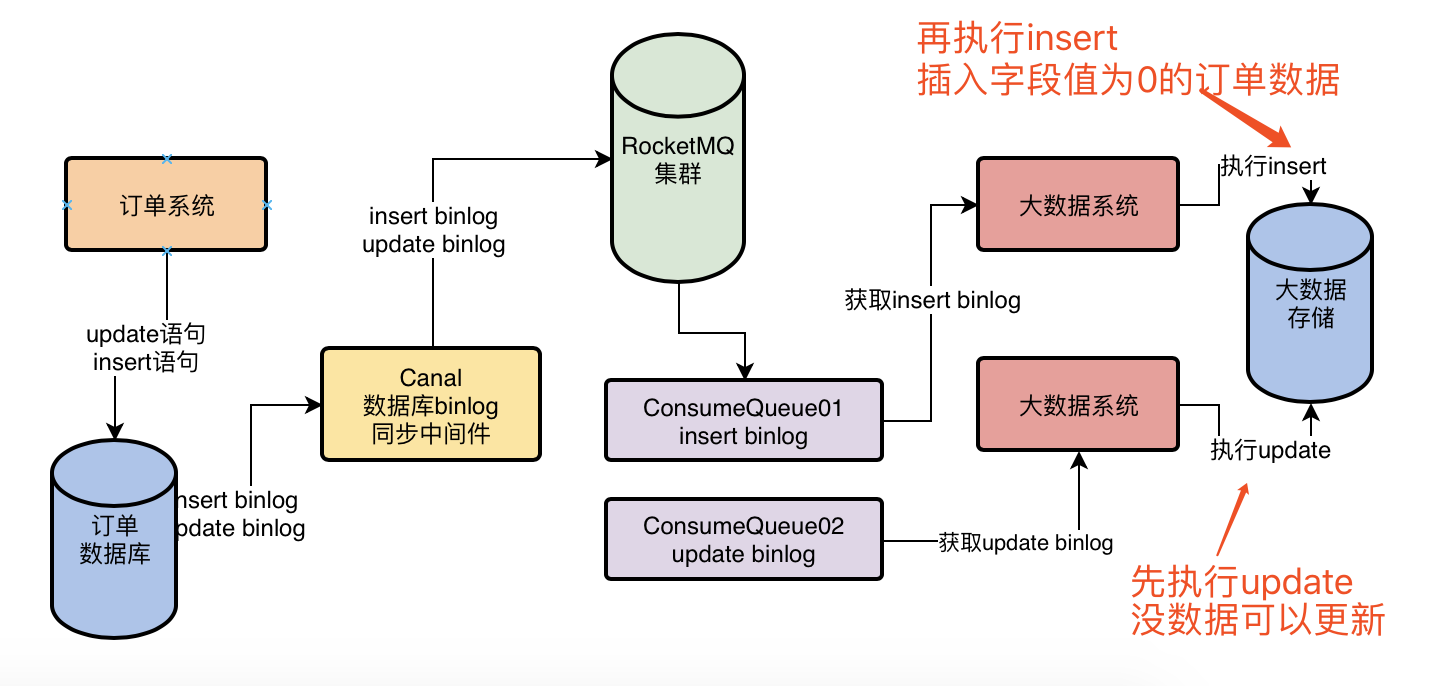 再执行insert
插入字段值为0的订单数据
RocketMQ
集群
订单系统
大数据系统
执行insert
insert binlog
update binlog
获取insert binlog
大数据
存储
update语句
insert语句
Canal
数据库binlog
同步中间件
ConsumeQueue01
insert binlog
大数据系统
执行update
nsert binlog
pdate binlog
订单
数据库
ConsumeQueue02
update binlog
获取update binlog
先执行update
没数据可以更新